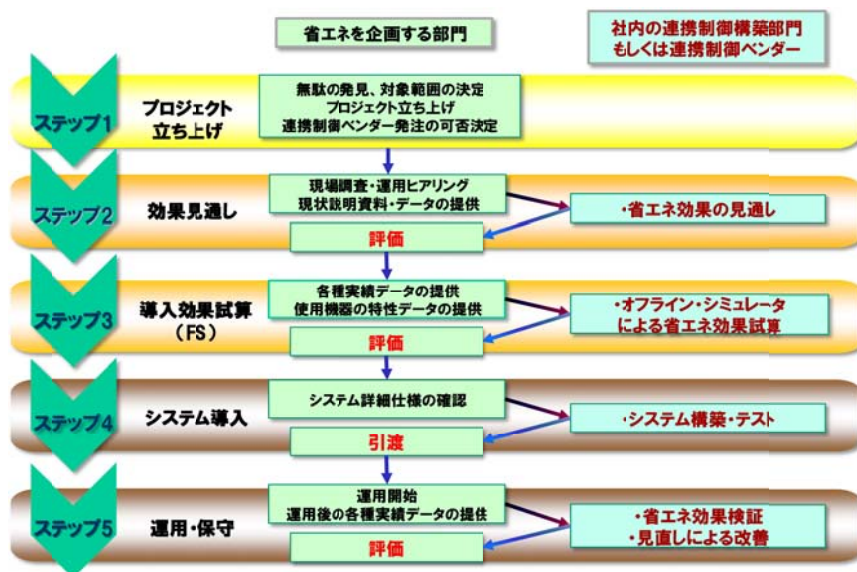 省エネを企画する部門
社内の連携制御構築部門
もしくは連携制御ベンダー
ステップ1
プロジェクト
立ち上げ
無駄の発見、対象範囲の決定
プロジェクト立ち上げ
連携制御ベンダー発注の可否決定
ステップ2
効果見通し
現場調査・運用ヒアリング
現状説明資料・データの提供
・省エネ効果の見通し
評価
ステップ3
導入効果試算
(FS)
各種実績データの提供
使用機器の特性データの提供
・オフライン・シミュレータ
による省エネ効果試算
評価
ステップ4
システム導入
システム詳細仕様の確認
・システム構築・テスト
引渡
ステップ5
運用・保守
運用開始
運用後の各種実績データの提供
・省エネ効果検証
・見直しによる改善
評価